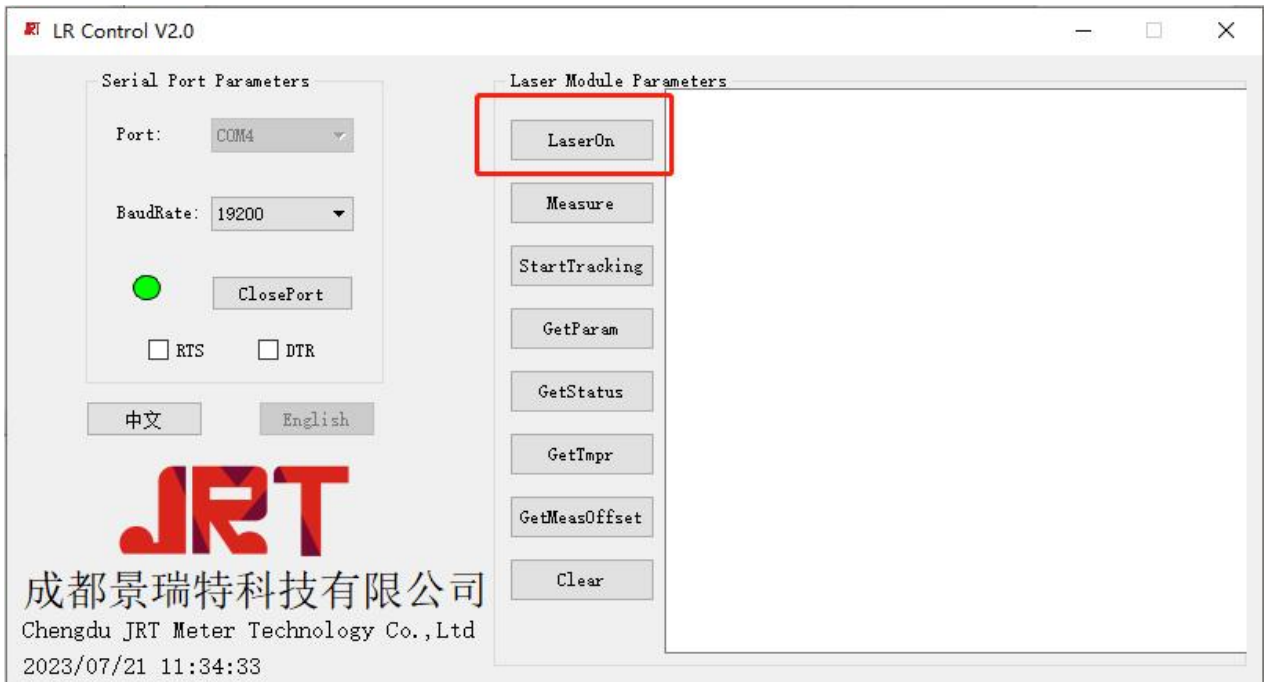 LR Control V2.0
Serial Port Parameters
Port: COM4
BaudRate: 19200
ClosePort
RTS DTR
中文 English
JRT
成都景瑞特科技有限公司
Chengdu JRT Meter Technology Co.,Ltd
2023/07/21 11:34:33
Laser Module Parameters
LaserOn
Measure
StartTracking
GetParam
GetStatus
GetTmpr
GetMeasOffset
Clear